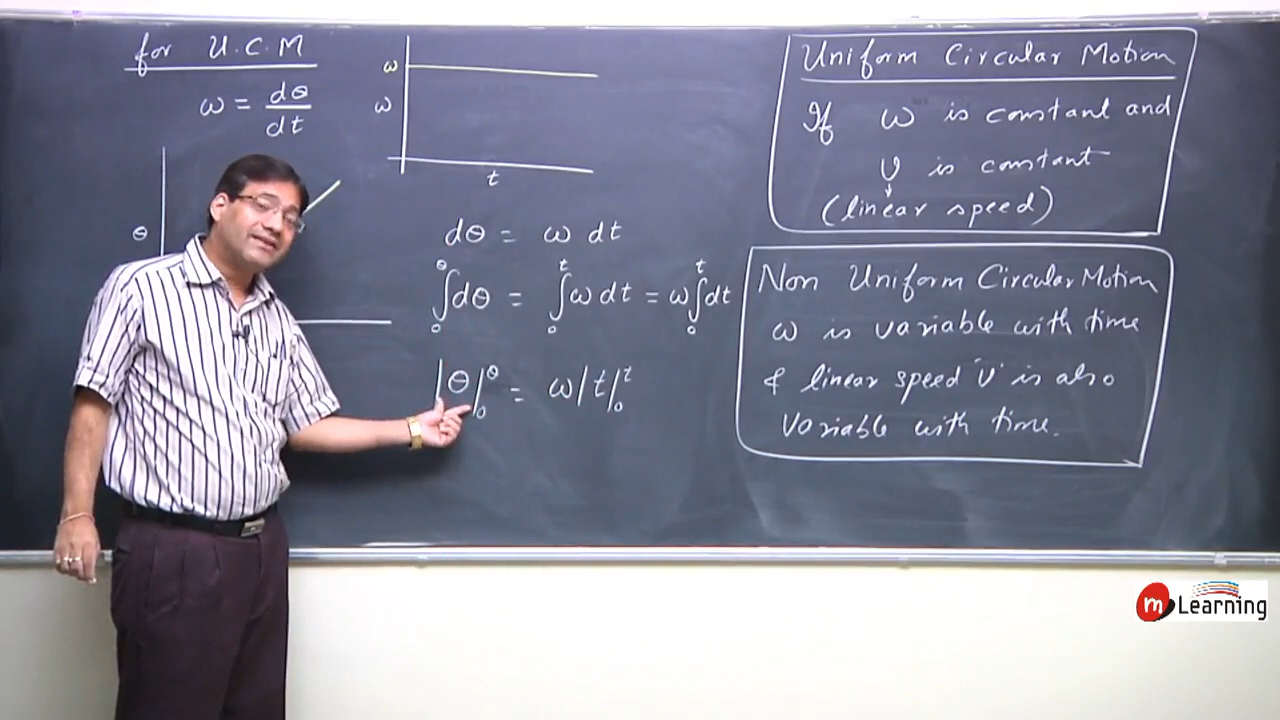 for U.C.M
ω = dθ/dt
θ
ω
ω
t
dθ = ω dt
∫₀^θ dθ = ∫₀^t ω dt = ω ∫₀^t dt
|θ|₀^θ = ω |t|₀^t
Uniform Circular Motion
If ω is constant and
v is constant
(linear speed)
Non Uniform Circular Motion
ω is variable with time
& linear speed 'v' is also
variable with time.
m Learning